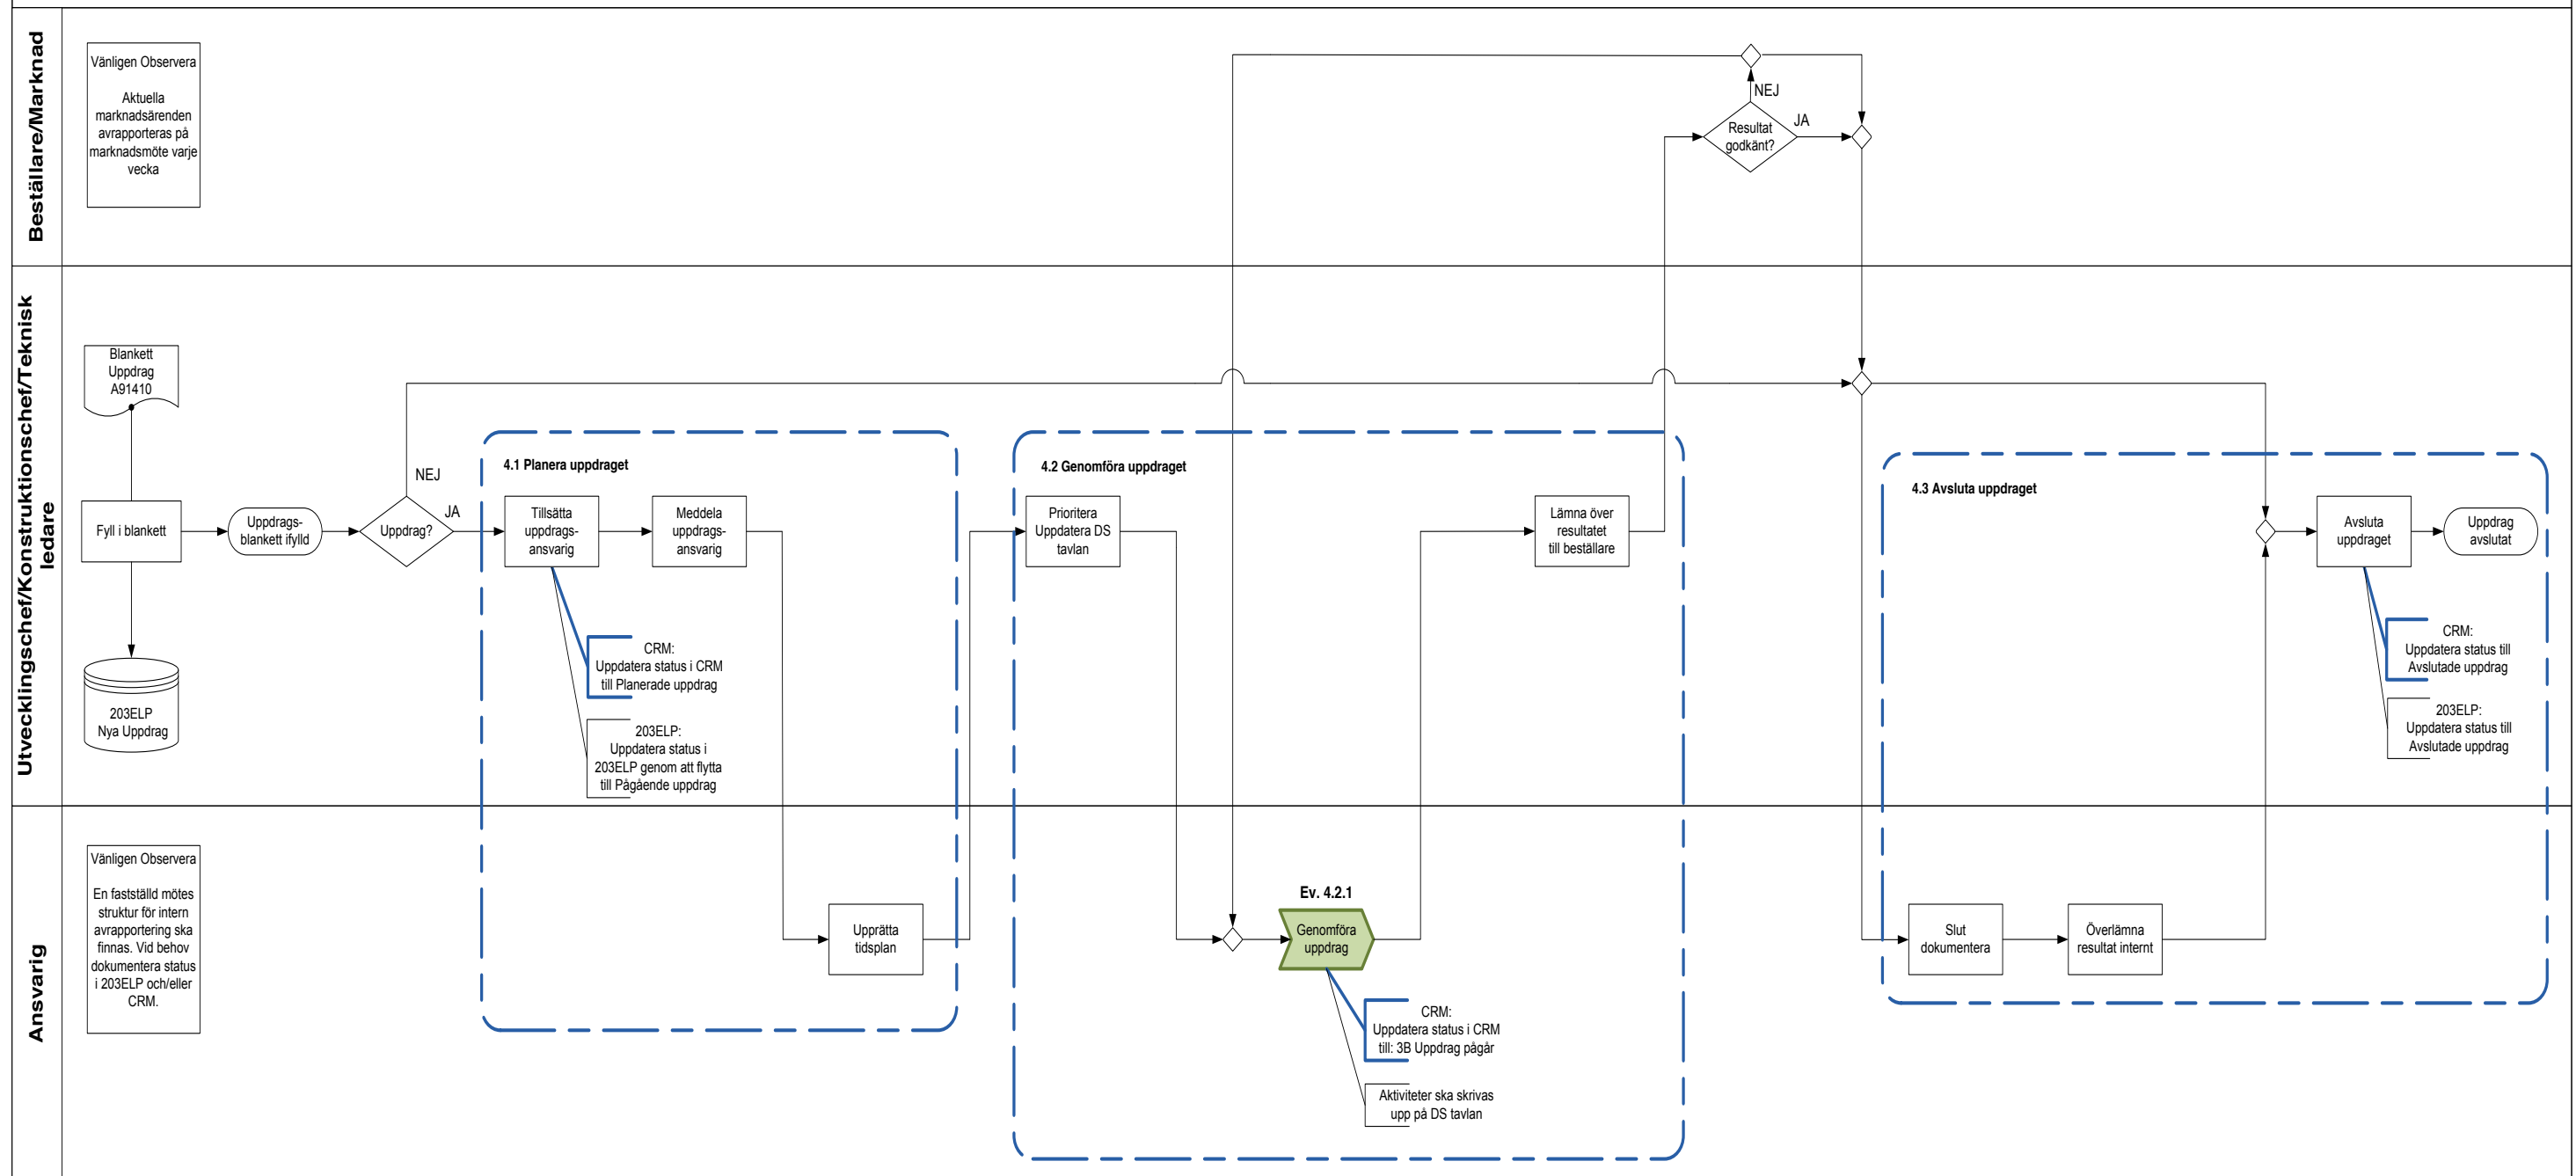 Beställare/Marknad
Vänligen Observera
Aktuella
marknadsärenden
avrapporteras på
marknadsmöte varje
vecka
NEJ
Resultat
godkänt?
JA
Utvecklingschef/Konstruktionschef/Teknisk
ledare
Blankett
Uppdrag
A91410
Fyll i blankett
203ELP
Nya Uppdrag
Uppdrags-
blankett ifylld
Uppdrag?
NEJ
JA
4.1 Planera uppdraget
Tillsätta
uppdrags-
ansvarig
Meddela
uppdrags-
ansvarig
CRM:
Uppdatera status i CRM
till Planerade uppdrag
203ELP:
Uppdatera status i
203ELP genom att flytta
till Pågående uppdrag
4.2 Genomföra uppdraget
Prioritera
Uppdatera DS
tavlan
Lämna över
resultatet
till beställare
4.3 Avsluta uppdraget
Avsluta
uppdraget
Uppdrag
avslutat
CRM:
Uppdatera status till
Avslutade uppdrag
203ELP:
Uppdatera status till
Avslutade uppdrag
Ansvarig
Vänligen Observera
En fastställd mötes
struktur för intern
avrapportering ska
finnas. Vid behov
dokumentera status
i 203ELP och/eller
CRM.
Upprätta
tidsplan
Ev. 4.2.1
Genomföra
uppdrag
CRM:
Uppdatera status i CRM
till: 3B Uppdrag pågår
Aktiviteter ska skrivas
upp på DS tavlan
Slut
dokumentera
Överlämna
resultat internt